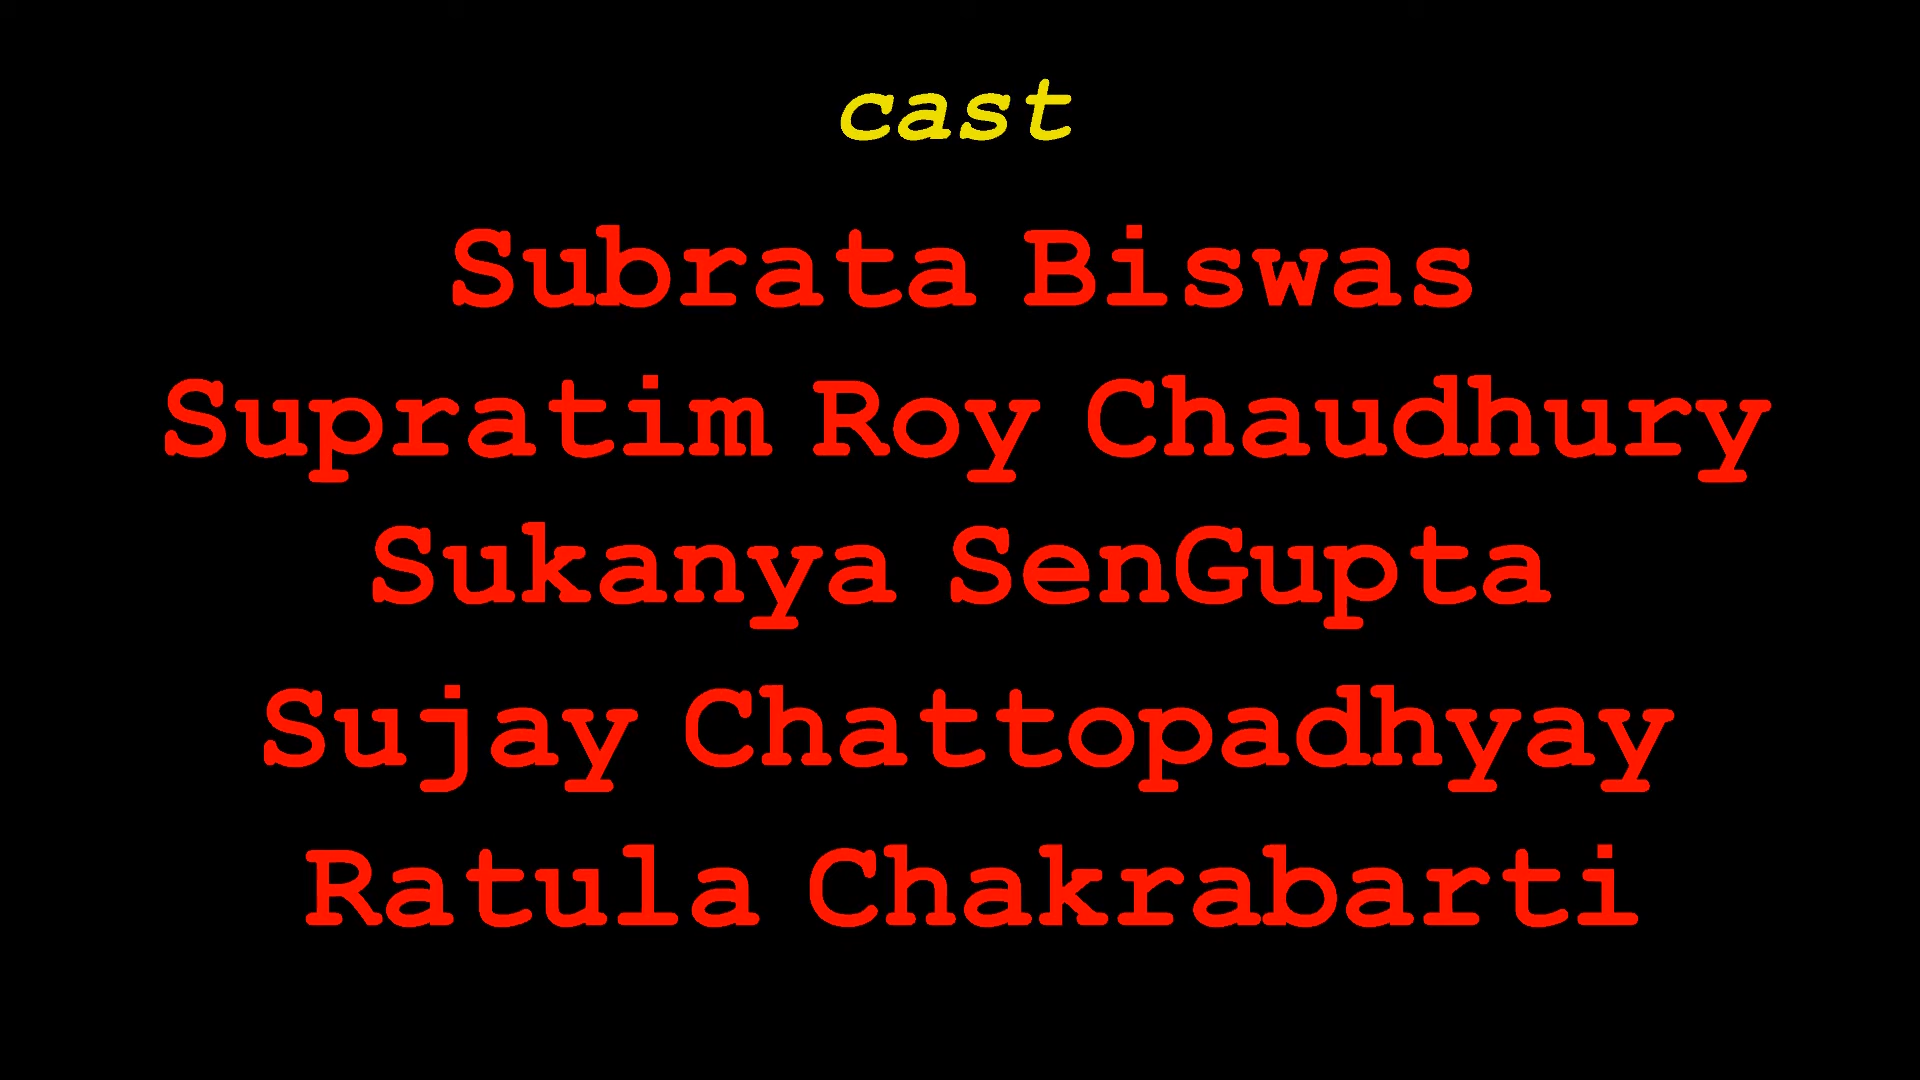 cast
Subrata Biswas
Supratim Roy Chaudhury
Sukanya SenGupta
Sujay Chattopadhyay
Ratula Chakrabarti